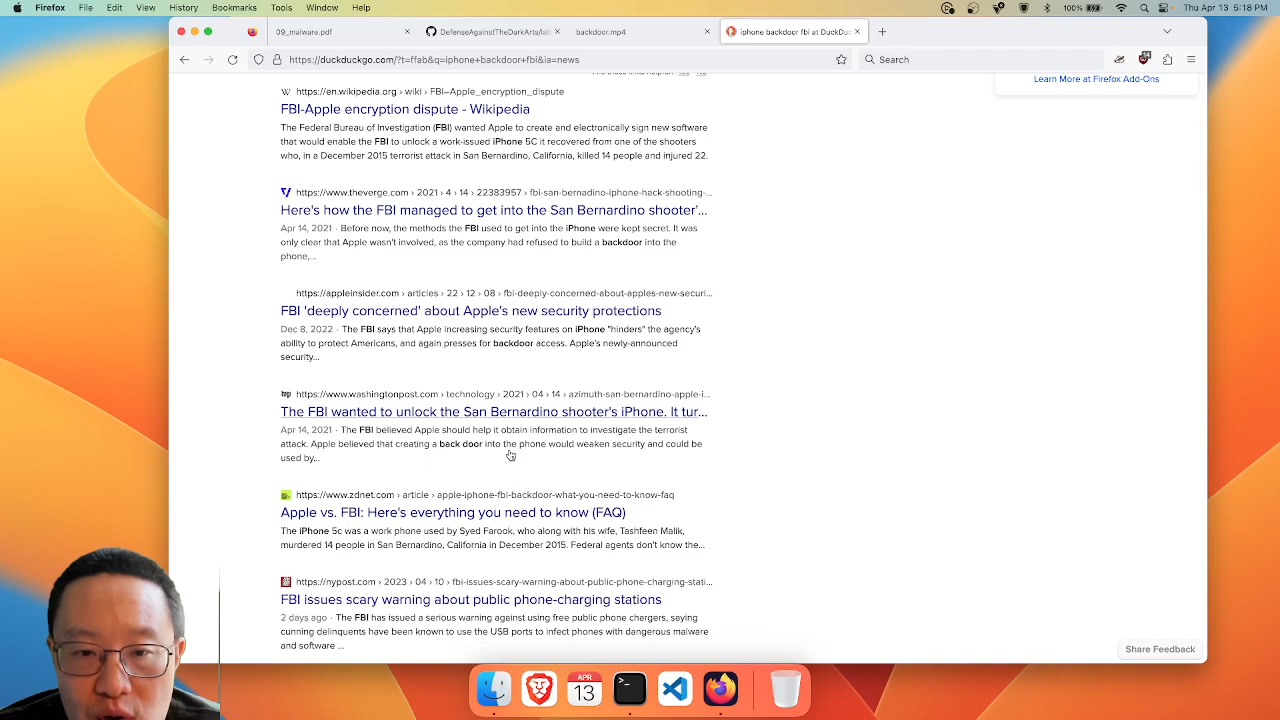 Firefox File Edit View History Bookmarks Tools Window Help 100% Thu Apr 13 5:18 PM
09_malware.pdf DefenseAgainstTheDarkArts/lab backdoor.mp4 iphone backdoor fbi at DuckDuc
https://duckduckgo.com/?t=ffab&q=iphone+backdoor+fbi&ia=news Search
Learn More at Firefox Add-Ons
https://en.wikipedia.org › wiki › FBI–Apple_encryption_dispute
FBI-Apple encryption dispute - Wikipedia
The Federal Bureau of Investigation (FBI) wanted Apple to create and electronically sign new software
that would enable the FBI to unlock a work-issued iPhone 5C it recovered from one of the shooters
who, in a December 2015 terrorist attack in San Bernardino, California, killed 14 people and injured 22.
https://www.theverge.com › 2021 › 4 › 14 › 22383957 › fbi-san-bernadino-iphone-hack-shooting-...
Here's how the FBI managed to get into the San Bernardino shooter'...
Apr 14, 2021 · Before now, the methods the FBI used to get into the iPhone were kept secret. It was
only clear that Apple wasn't involved, as the company had refused to build a backdoor into the
phone,...
https://appleinsider.com › articles › 22 › 12 › 08 › fbi-deeply-concerned-about-apples-new-securi...
FBI 'deeply concerned' about Apple's new security protections
Dec 8, 2022 · The FBI says that Apple increasing security features on iPhone "hinders" the agency's
ability to protect Americans, and again presses for backdoor access. Apple's newly-announced
security...
wp https://www.washingtonpost.com › technology › 2021 › 04 › 14 › azimuth-san-bernardino-apple-i...
The FBI wanted to unlock the San Bernardino shooter's iPhone. It tur...
Apr 14, 2021 · The FBI believed Apple should help it obtain information to investigate the terrorist
attack. Apple believed that creating a back door into the phone would weaken security and could be
used by...
https://www.zdnet.com › article › apple-iphone-fbi-backdoor-what-you-need-to-know-faq
Apple vs. FBI: Here's everything you need to know (FAQ)
The iPhone 5c was a work phone used by Syed Farook, who along with his wife, Tashfeen Malik,
murdered 14 people in San Bernardino, California in December 2015. Federal agents don't know the...
https://nypost.com › 2023 › 04 › 10 › fbi-issues-scary-warning-about-public-phone-charging-stati...
FBI issues scary warning about public phone-charging stations
2 days ago · The FBI has issued a serious warning against using free public phone chargers, saying
cunning delinquents have been known to use the USB ports to infect phones with dangerous malware
and software ...
Share Feedback
APR
13